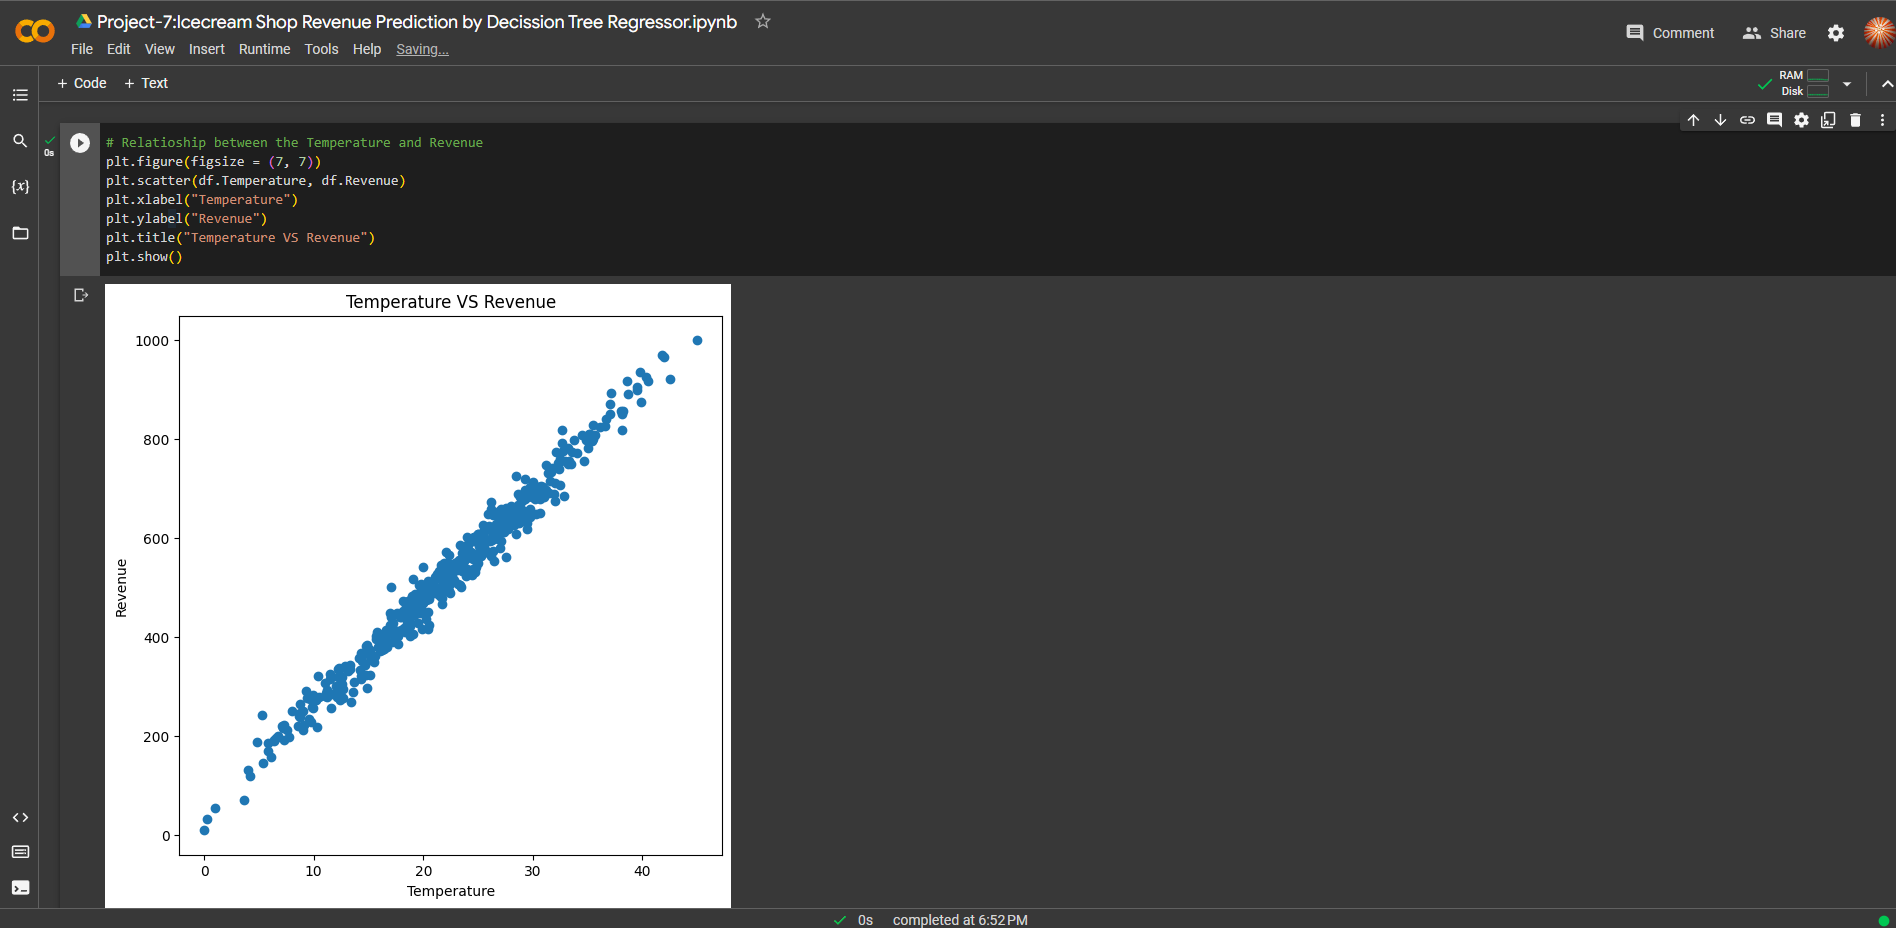 Project-7:Icecream Shop Revenue Prediction by Decission Tree Regressor.ipynb
File Edit View Insert Runtime Tools Help Saving...
Comment Share
+ Code + Text
RAM
Disk
{x}
0s
# Relatioship between the Temperature and Revenue
plt.figure(figsize = (7, 7))
plt.scatter(df.Temperature, df.Revenue)
plt.xlabel("Temperature")
plt.ylabel("Revenue")
plt.title("Temperature VS Revenue")
plt.show()
Temperature VS Revenue
1000
800
600
400
200
0
Revenue
0 10 20 30 40
Temperature
0s completed at 6:52 PM